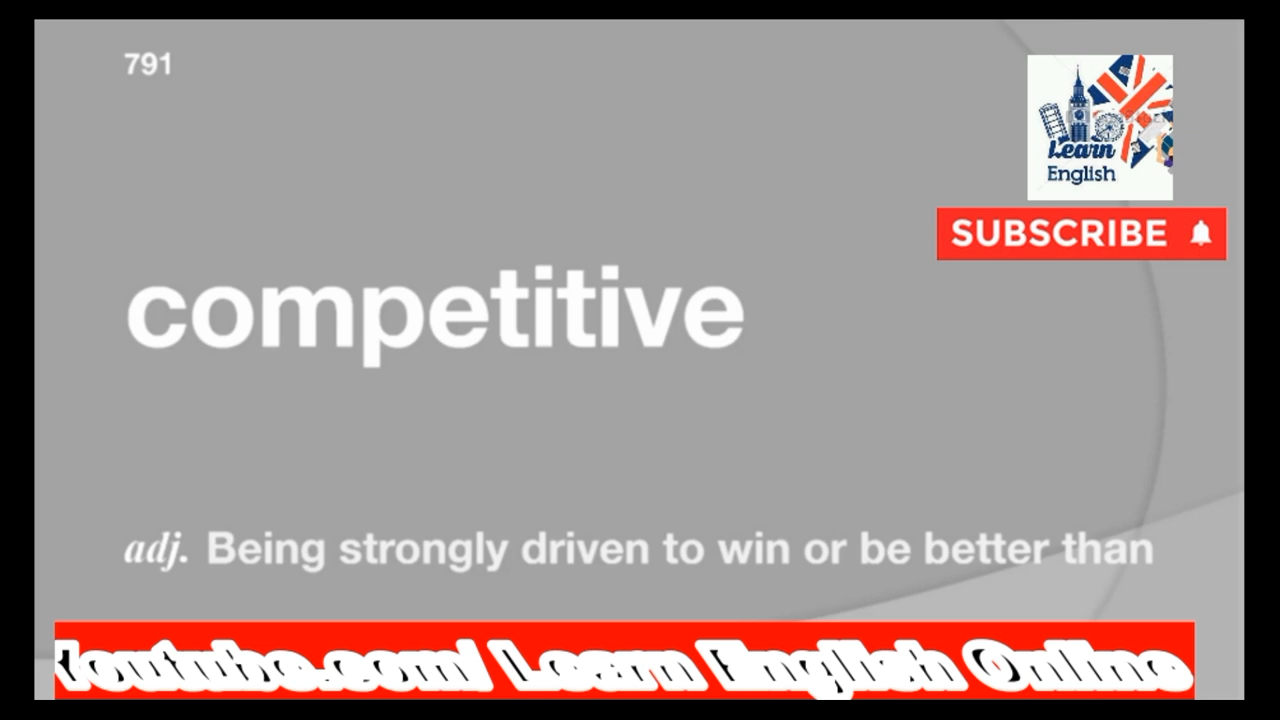 791
Learn
English
SUBSCRIBE
competitive
adj. Being strongly driven to win or be better than
Youtube.com/ Learn English Online